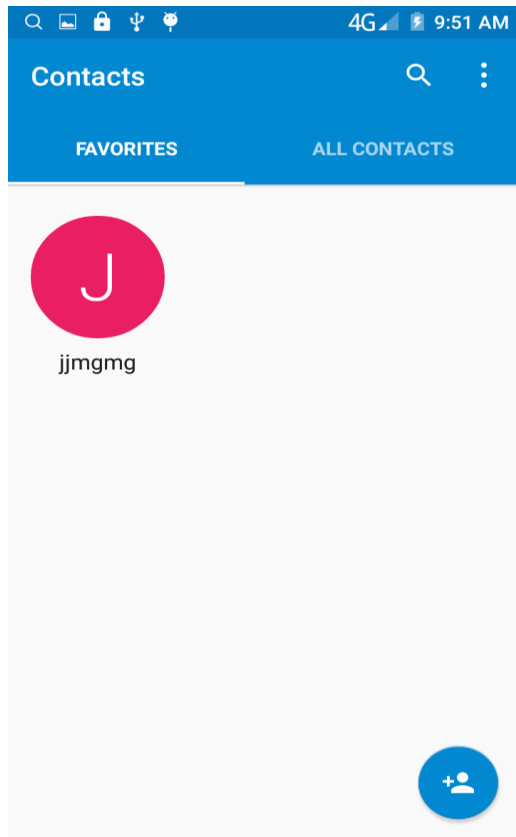 4G 9:51 AM
Contacts
FAVORITES ALL CONTACTS
J
jjmgmg